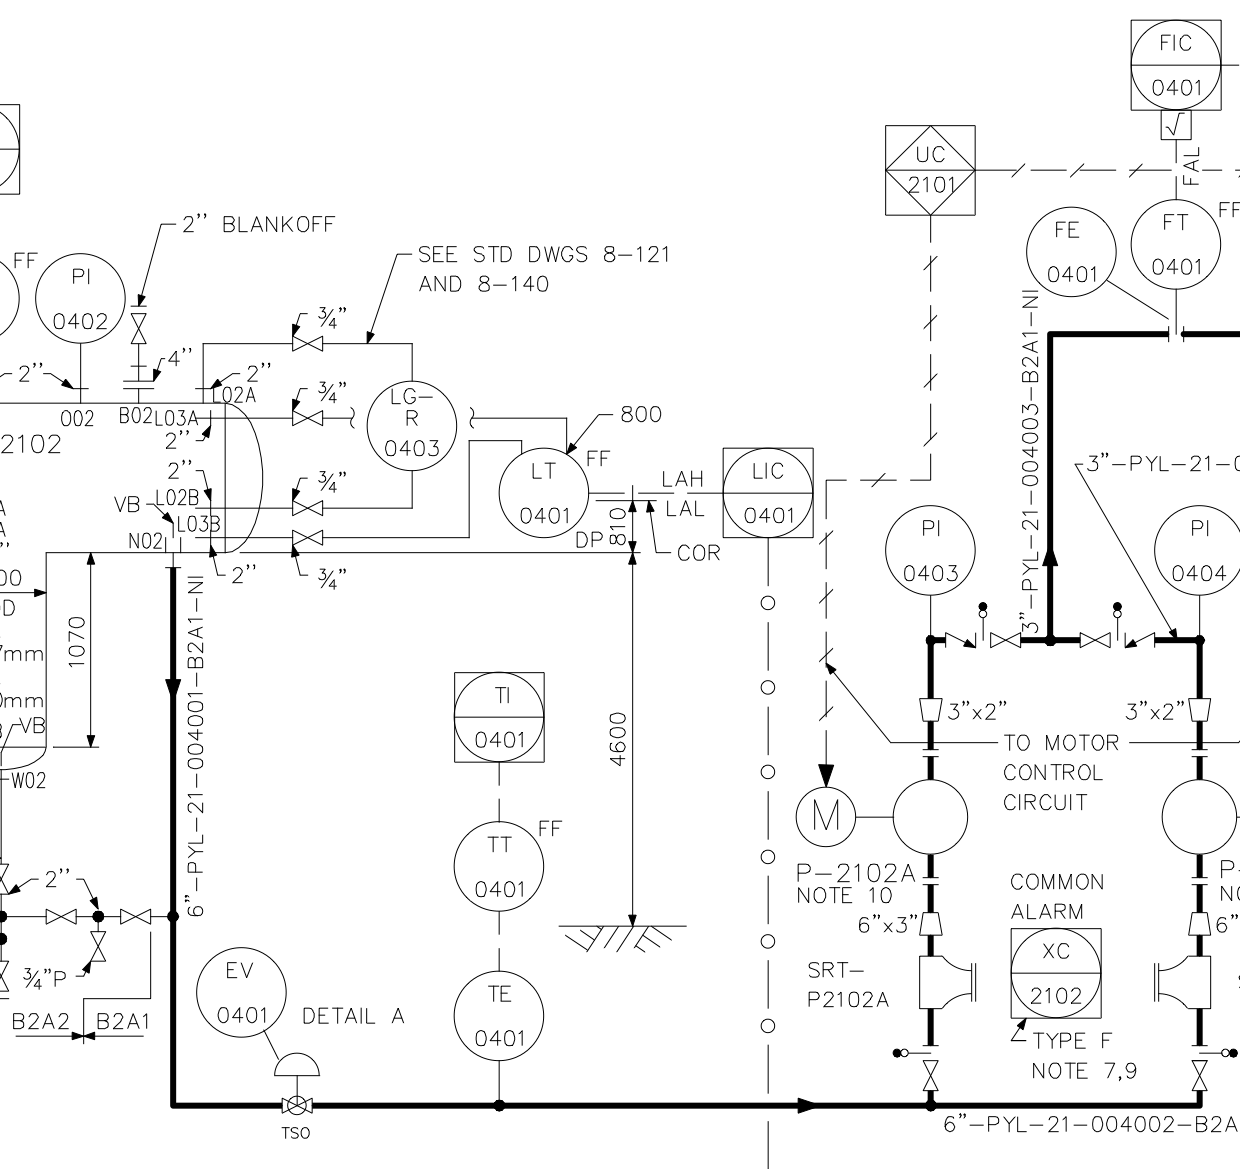 FIC
0401
√
FAL
UC
2101
FE
0401
FT
0401
FF
2'' BLANKOFF
SEE STD DWGS 8-121
AND 8-140
FF
PI
0402
¾"
4''
2''
2''
L02A
¾"
O02
B02
L03A
2''
LG-
R
0403
800
2102
2''
L02B
¾"
VB
L03B
N02
LT
0401
FF
LAH
LAL
LIC
0401
DP
810
COR
2''
¾"
3"-PYL-21-004003-B2A1-NI
3"-PYL-21-0
PI
0403
PI
0404
1070
mm
mm
VB
W02
6"-PYL-21-004001-B2A1-NI
TI
0401
4600
3"x2"
3"x2"
TO MOTOR
CONTROL
CIRCUIT
M
TT
0401
FF
P-2102A
NOTE 10
P-
NO
2''
6"x3"
6"
COMMON
ALARM
XC
2102
¾"P
B2A2
B2A1
EV
0401
DETAIL A
TE
0401
SRT-
P2102A
TYPE F
NOTE 7,9
TSO
6"-PYL-21-004002-B2A